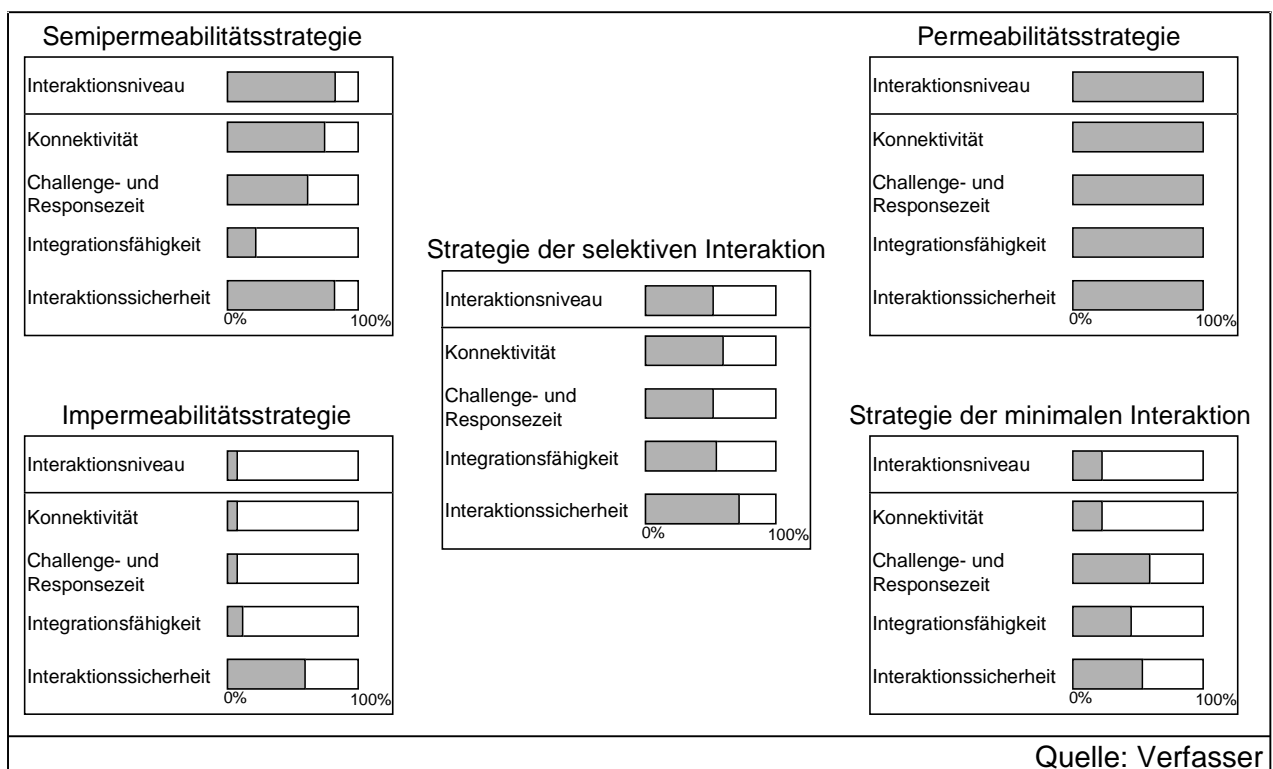 Semipermeabilitätsstrategie
Interaktionsniveau
Konnektivität
Challenge- und
Responsezeit
Integrationsfähigkeit
Interaktionssicherheit
0% 100%
Permeabilitätsstrategie
Interaktionsniveau
Konnektivität
Challenge- und
Responsezeit
Integrationsfähigkeit
Interaktionssicherheit
0% 100%
Strategie der selektiven Interaktion
Interaktionsniveau
Konnektivität
Challenge- und
Responsezeit
Integrationsfähigkeit
Interaktionssicherheit
0% 100%
Impermeabilitätsstrategie
Interaktionsniveau
Konnektivität
Challenge- und
Responsezeit
Integrationsfähigkeit
Interaktionssicherheit
0% 100%
Strategie der minimalen Interaktion
Interaktionsniveau
Konnektivität
Challenge- und
Responsezeit
Integrationsfähigkeit
Interaktionssicherheit
0% 100%
Quelle: Verfasser